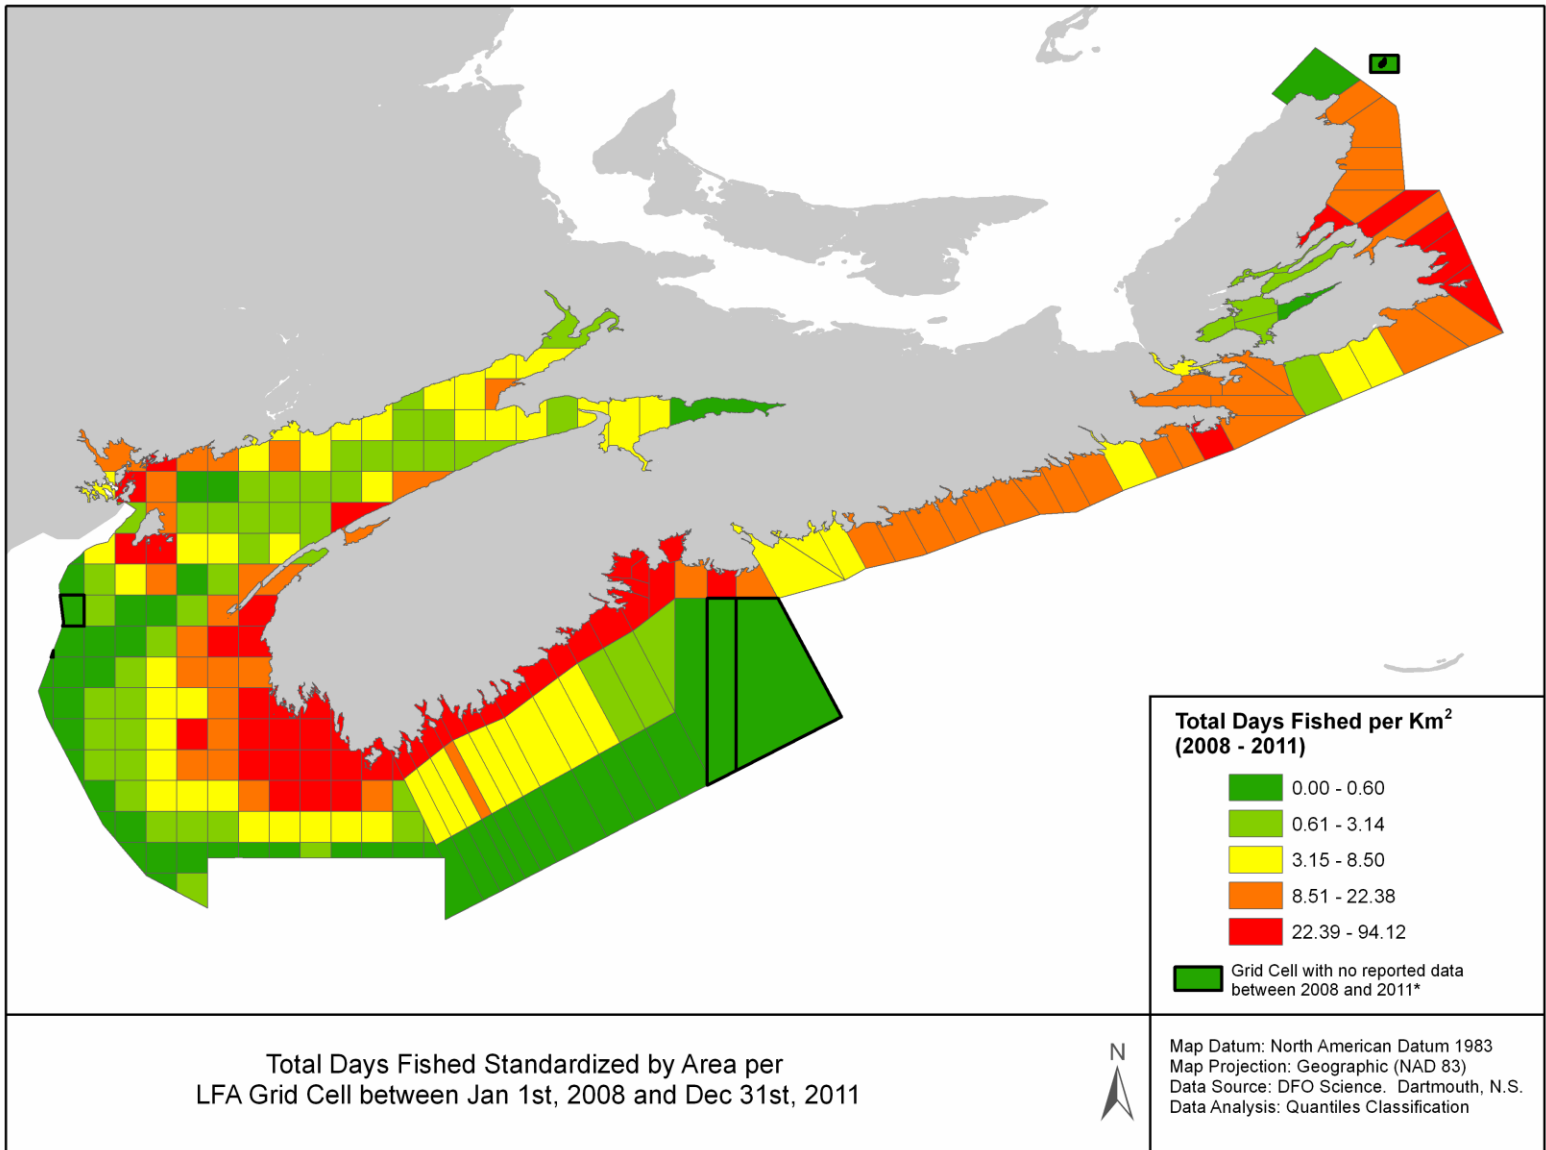 Total Days Fished per Km2
(2008 - 2011)
0.00 - 0.60
0.61 - 3.14
3.15 - 8.50
8.51 - 22.38
22.39 - 94.12
Grid Cell with no reported data
between 2008 and 2011*
Total Days Fished Standardized by Area per
LFA Grid Cell between Jan 1st, 2008 and Dec 31st, 2011
N
Map Datum: North American Datum 1983
Map Projection: Geographic (NAD 83)
Data Source: DFO Science.  Dartmouth, N.S.
Data Analysis: Quantiles Classification